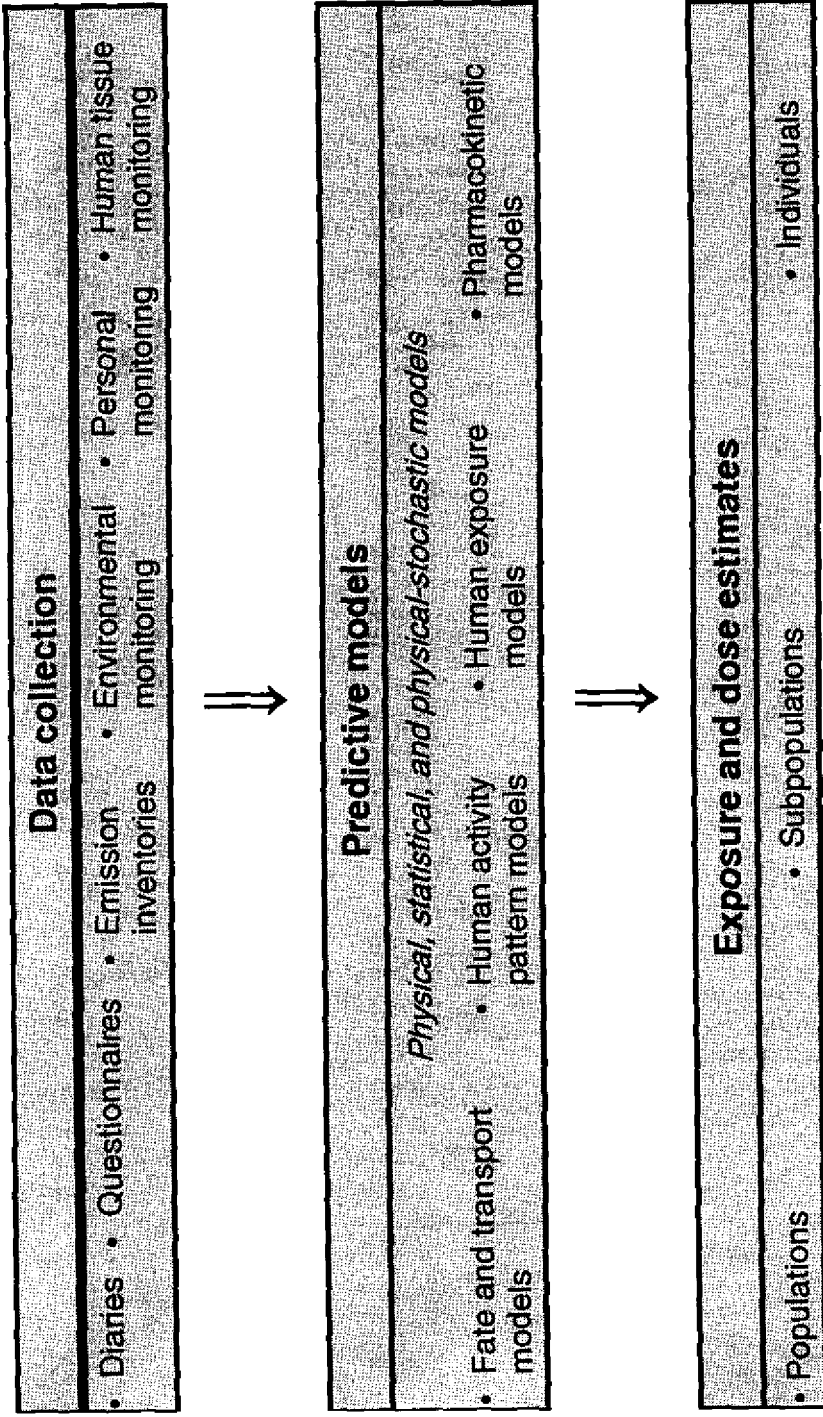 Data collection
• Diaries • Questionnaires • Emission • Environmental • Personal • Human tissue
inventories monitoring monitoring monitoring
Predictive models
Physical, statistical, and physical-stochastic models
• Fate and transport • Human activity • Human exposure • Pharmacokinetic
models pattern models models models
Exposure and dose estimates
• Populations • Subpopulations • Individuals